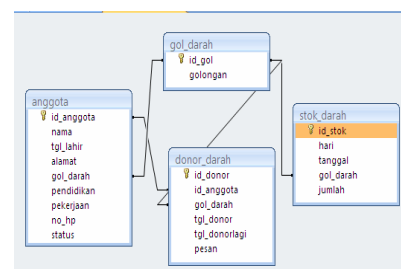 gol_darah
id_gol
golongan
anggota
id_anggota
nama
tgl_lahir
alamat
gol_darah
pendidikan
pekerjaan
no_hp
status
donor_darah
id_donor
id_anggota
gol_darah
tgl_donor
tgl_donorlagi
pesan
stok_darah
id_stok
hari
tanggal
gol_darah
jumlah